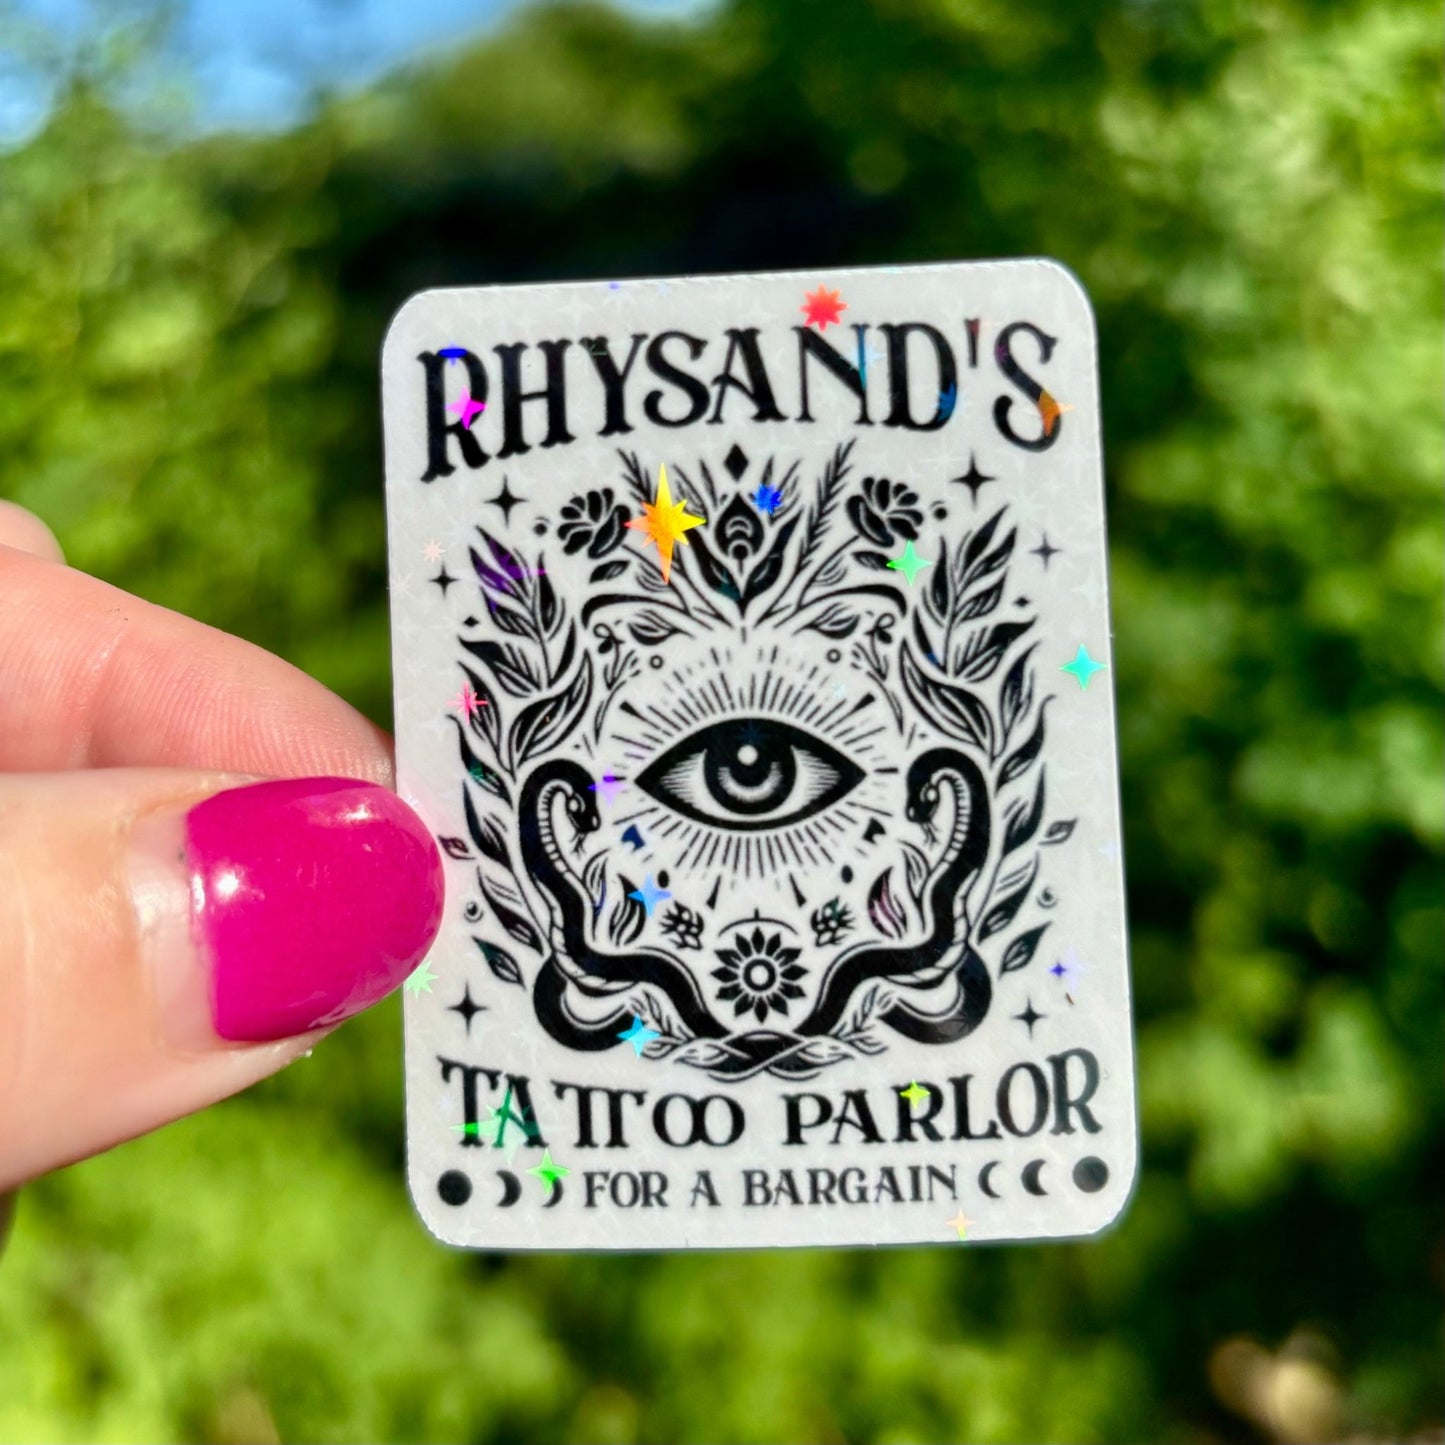 RHYSAND'S
TATTOO PARLOR
FOR A BARGAIN